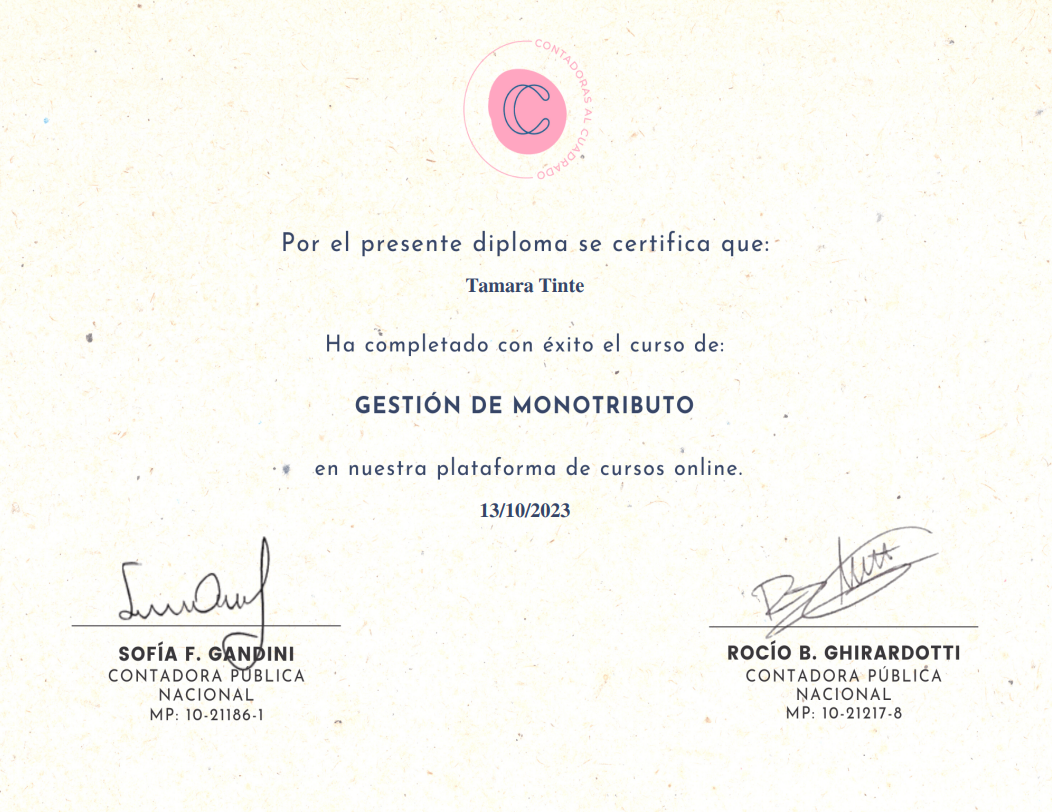 CONTADORAS AL CUADRADO
Por el presente diploma se certifica que:
Tamara Tinte
Ha completado con éxito el curso de:
GESTIÓN DE MONOTRIBUTO
en nuestra plataforma de cursos online.
13/10/2023
SOFÍA F. GANDINI
CONTADORA PÚBLICA
NACIONAL
MP: 10-21186-1
ROCÍO B. GHIRARDOTTI
CONTADORA PÚBLICA
NACIONAL
MP: 10-21217-8